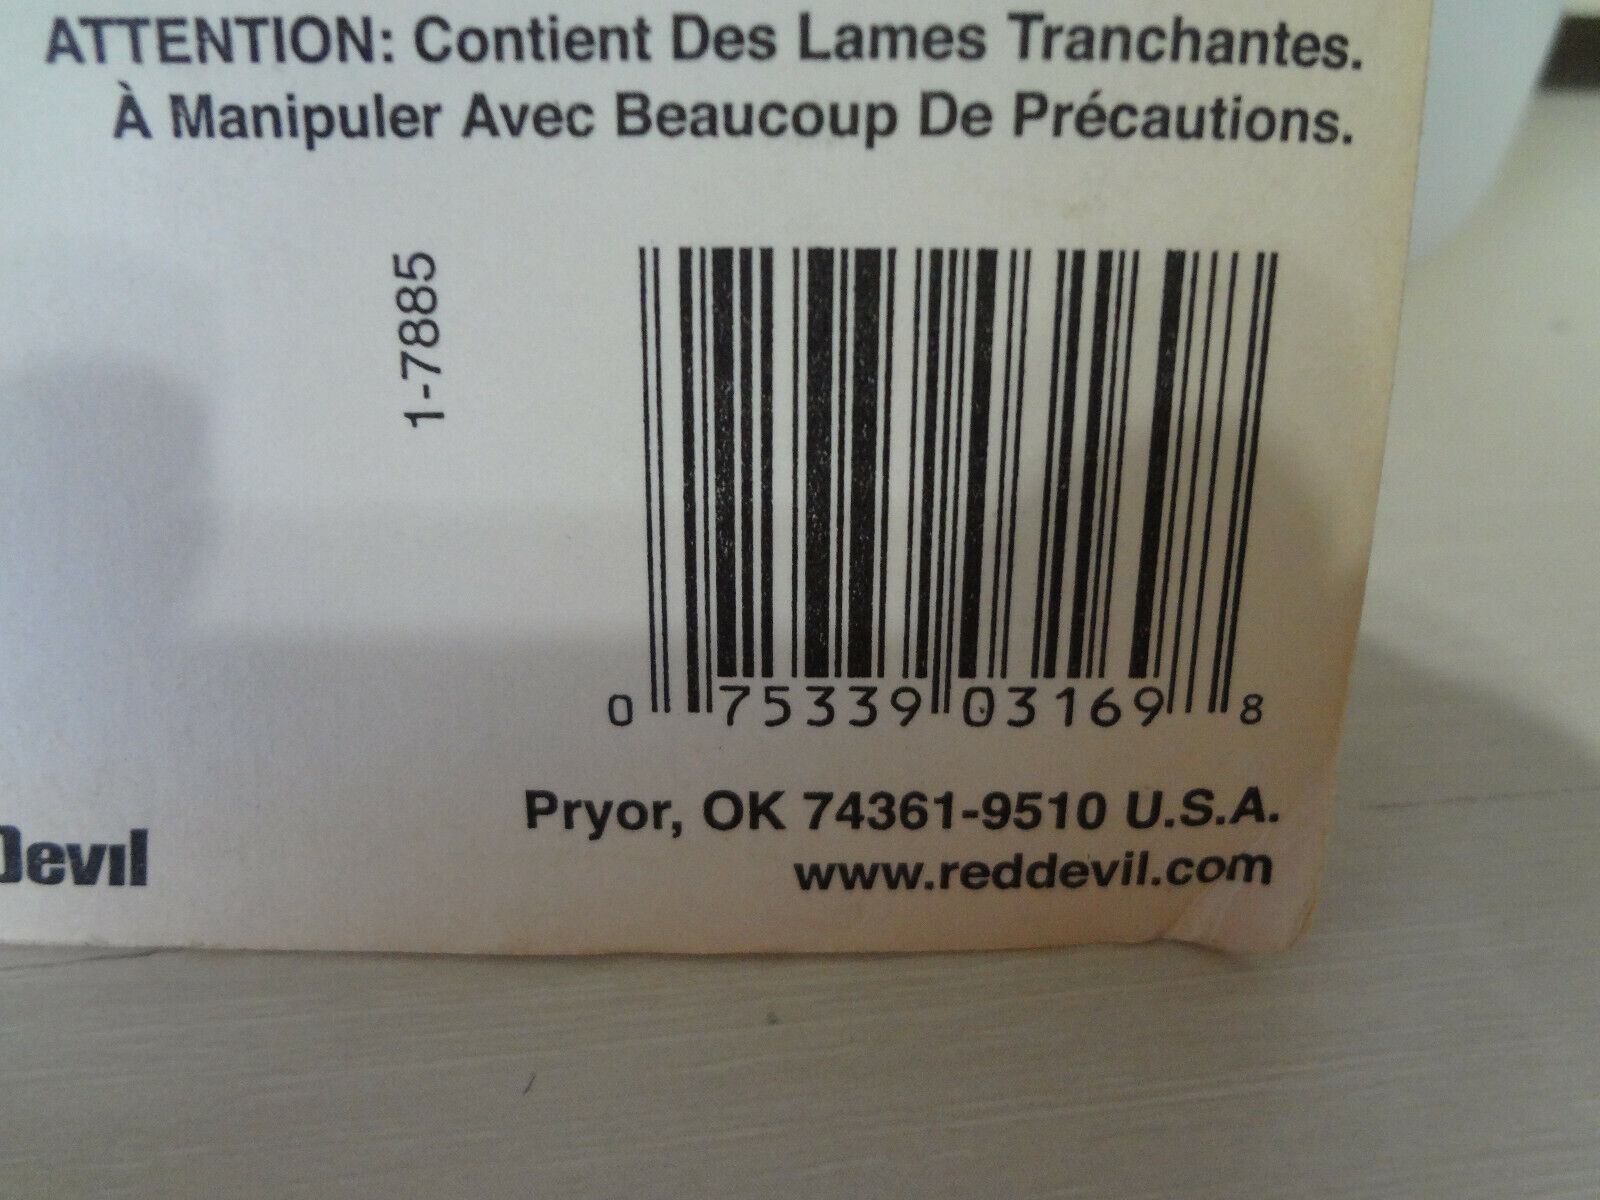 ATTENTION: Contient Des Lames Tranchantes.
À Manipuler Avec Beaucoup De Précautions.
1-7885
0 75339 03169 8
Pryor, OK 74361-9510 U.S.A.
Devil
www.reddevil.com